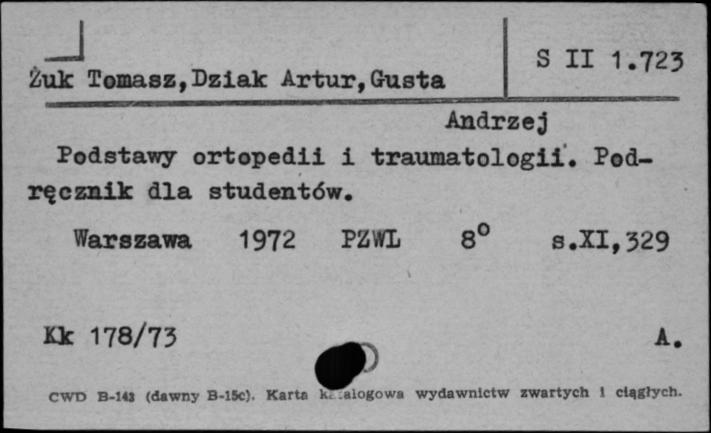 S II 1.723
Żuk Tomasz,Dziak Artur,Gusta
Andrzej
Podstawy ortopedii i traumatologii. Pod-
ręcznik dla studentów.
Warszawa 1972 PZWL 8° s.XI,329
Kk 178/73 A.
CWD B-143 (dawny B-15c). Karta katalogowa wydawnictw zwartych i ciągłych.